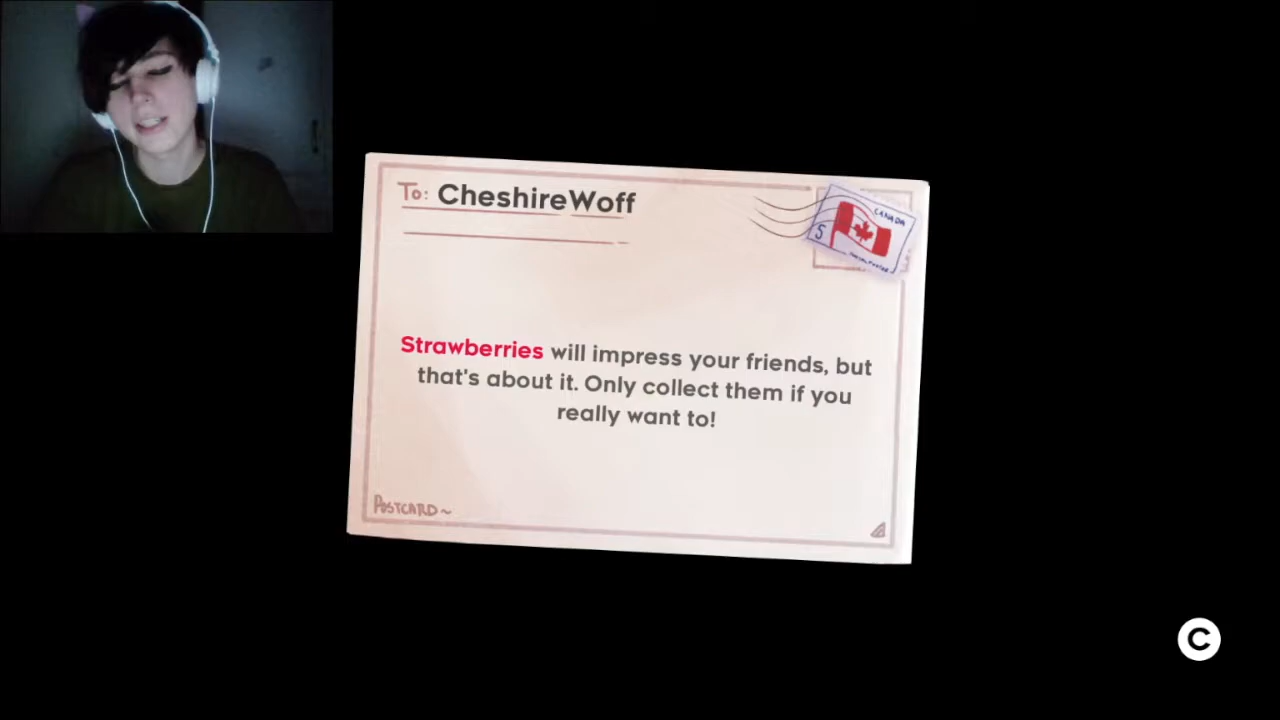 To: CheshireWoff
CANADA
5
Strawberries will impress your friends, but
that's about it. Only collect them if you
really want to!
POSTCARD~
C